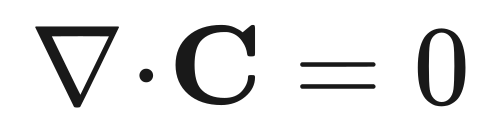 ∇·𝐂 = 0